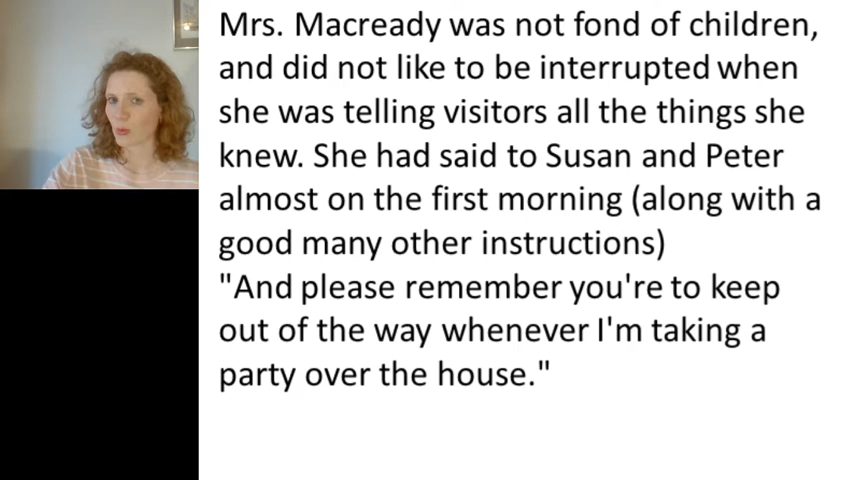 Mrs. Macready was not fond of children,
and did not like to be interrupted when
she was telling visitors all the things she
knew. She had said to Susan and Peter
almost on the first morning (along with a
good many other instructions)
"And please remember you're to keep
out of the way whenever I'm taking a
party over the house."